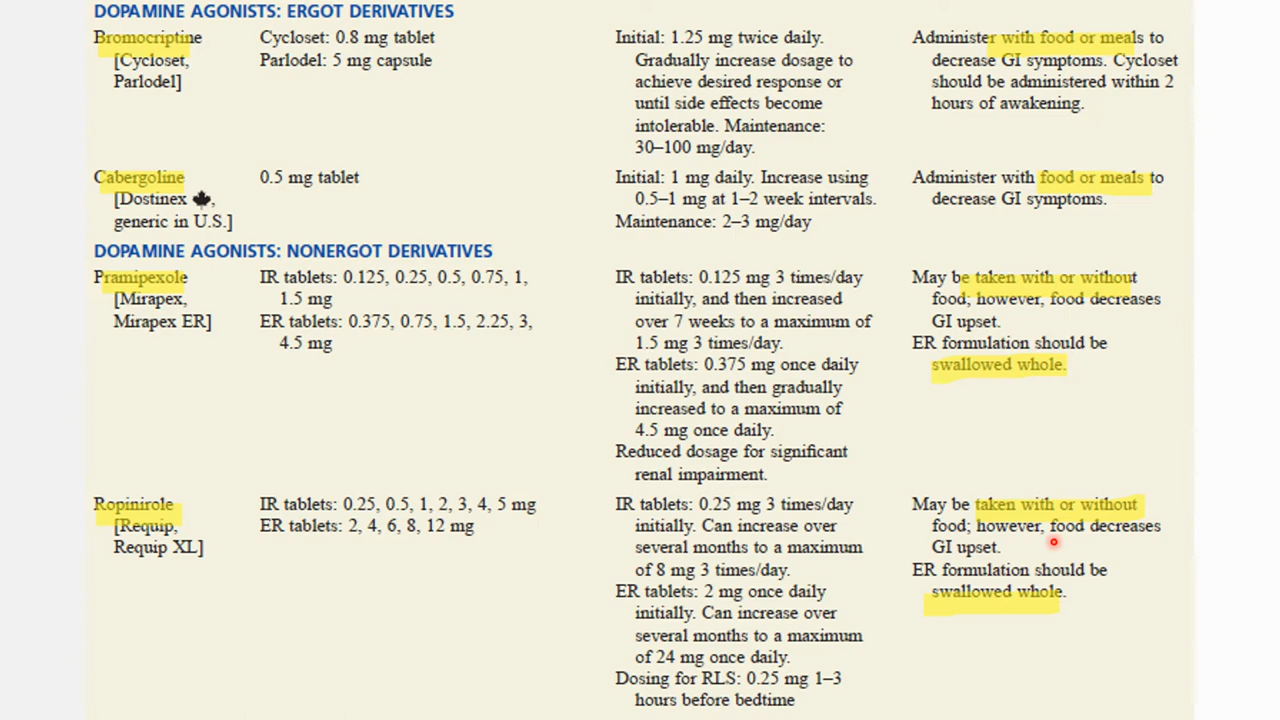 DOPAMINE AGONISTS: ERGOT DERIVATIVES
Bromocriptine
[Cycloset,
Parlodel]
Cycloset: 0.8 mg tablet
Parlodel: 5 mg capsule
Initial: 1.25 mg twice daily.
Gradually increase dosage to
achieve desired response or
until side effects become
intolerable. Maintenance:
30–100 mg/day.
Administer with food or meals to
decrease GI symptoms. Cycloset
should be administered within 2
hours of awakening.
Cabergoline
[Dostinex 🍁,
generic in U.S.]
0.5 mg tablet
Initial: 1 mg daily. Increase using
0.5–1 mg at 1–2 week intervals.
Maintenance: 2–3 mg/day
Administer with food or meals to
decrease GI symptoms.
DOPAMINE AGONISTS: NONERGOT DERIVATIVES
Pramipexole
[Mirapex,
Mirapex ER]
IR tablets: 0.125, 0.25, 0.5, 0.75, 1,
1.5 mg
ER tablets: 0.375, 0.75, 1.5, 2.25, 3,
4.5 mg
IR tablets: 0.125 mg 3 times/day
initially, and then increased
over 7 weeks to a maximum of
1.5 mg 3 times/day.
ER tablets: 0.375 mg once daily
initially, and then gradually
increased to a maximum of
4.5 mg once daily.
Reduced dosage for significant
renal impairment.
May be taken with or without
food; however, food decreases
GI upset.
ER formulation should be
swallowed whole.
Ropinirole
[Requip,
Requip XL]
IR tablets: 0.25, 0.5, 1, 2, 3, 4, 5 mg
ER tablets: 2, 4, 6, 8, 12 mg
IR tablets: 0.25 mg 3 times/day
initially. Can increase over
several months to a maximum
of 8 mg 3 times/day.
ER tablets: 2 mg once daily
initially. Can increase over
several months to a maximum
of 24 mg once daily.
Dosing for RLS: 0.25 mg 1–3
hours before bedtime
May be taken with or without
food; however, food decreases
GI upset.
ER formulation should be
swallowed whole.